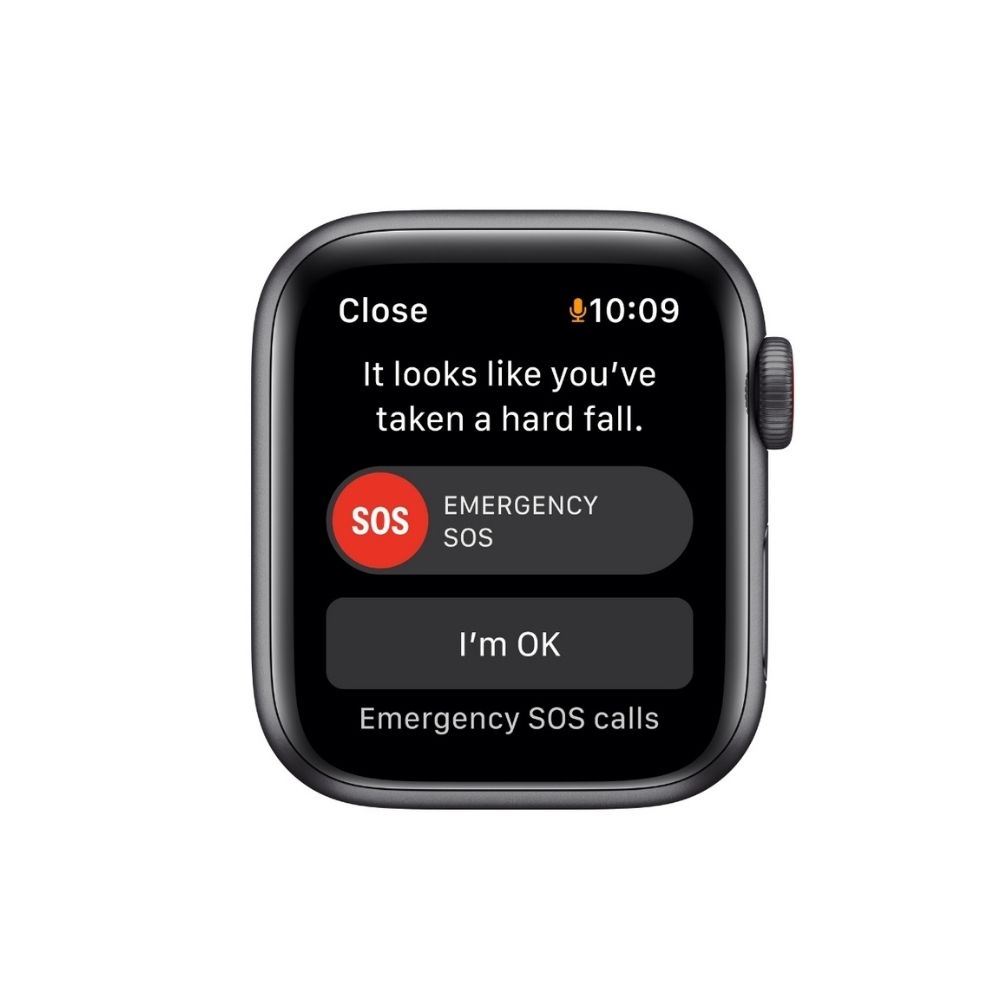 Close 10:09
It looks like you’ve
taken a hard fall.
SOS EMERGENCY
SOS
I’m OK
Emergency SOS calls